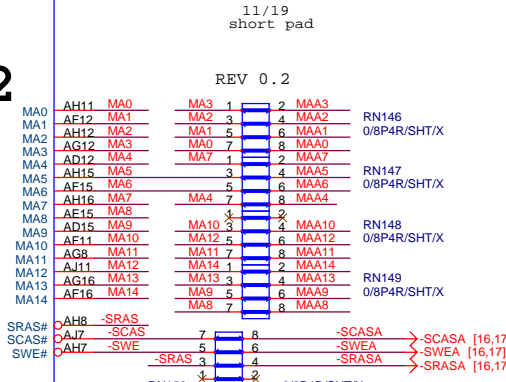 11/19
short pad
REV 0.2
2
MA0 AH11 MA0 MA3 1 2 MAA3
MA1 AF12 MA1 MA2 3 4 MAA2 RN146
MA2 AH12 MA2 MA1 5 6 MAA1 0/8P4R/SHT/X
MA3 AG12 MA3 MA0 7 8 MAA0
MA4 AD12 MA4 MA7 1 2 MAA7
MA5 AH15 MA5 3 4 MAA5 RN147
MA6 AF15 MA6 5 6 MAA6 0/8P4R/SHT/X
MA7 AH16 MA7 MA4 7 8 MAA4
MA8 AE15 MA8 1 2
MA9 AD15 MA9 MA10 3 4 MAA10 RN148
MA10 AF11 MA10 MA12 5 6 MAA12 0/8P4R/SHT/X
MA11 AG8 MA11 MA11 7 8 MAA11
MA12 AJ11 MA12 MA14 1 2 MAA14
MA13 AG16 MA13 MA13 3 4 MAA13 RN149
MA14 AF16 MA14 MA9 5 6 MAA9 0/8P4R/SHT/X
MA8 7 8 MAA8
SRAS# AH8 -SRAS
SCAS# AJ7 -SCAS 7 8 -SCASA -SCASA [16,17
SWE# AH7 -SWE 5 6 -SWEA -SWEA [16,17]
-SRAS 3 4 -SRASA -SRASA [16,17
1 2